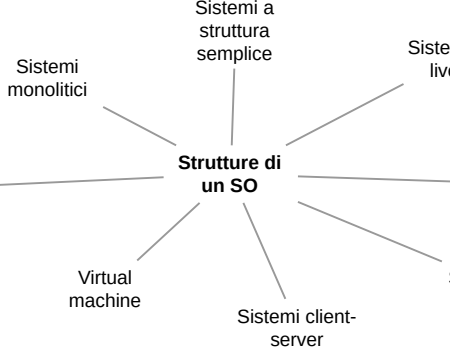 Sistemi a
struttura
semplice
Sistemi
monolitici
Strutture di
un SO
Virtual
machine
Sistemi client-
server